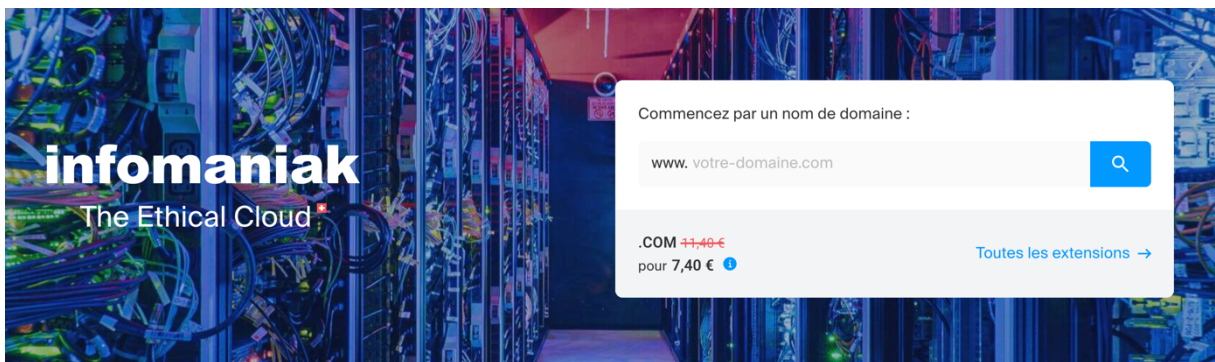 infomaniak
The Ethical Cloud
Commencez par un nom de domaine :
www. votre-domaine.com
.COM 11,40 €
pour 7,40 €
Toutes les extensions →